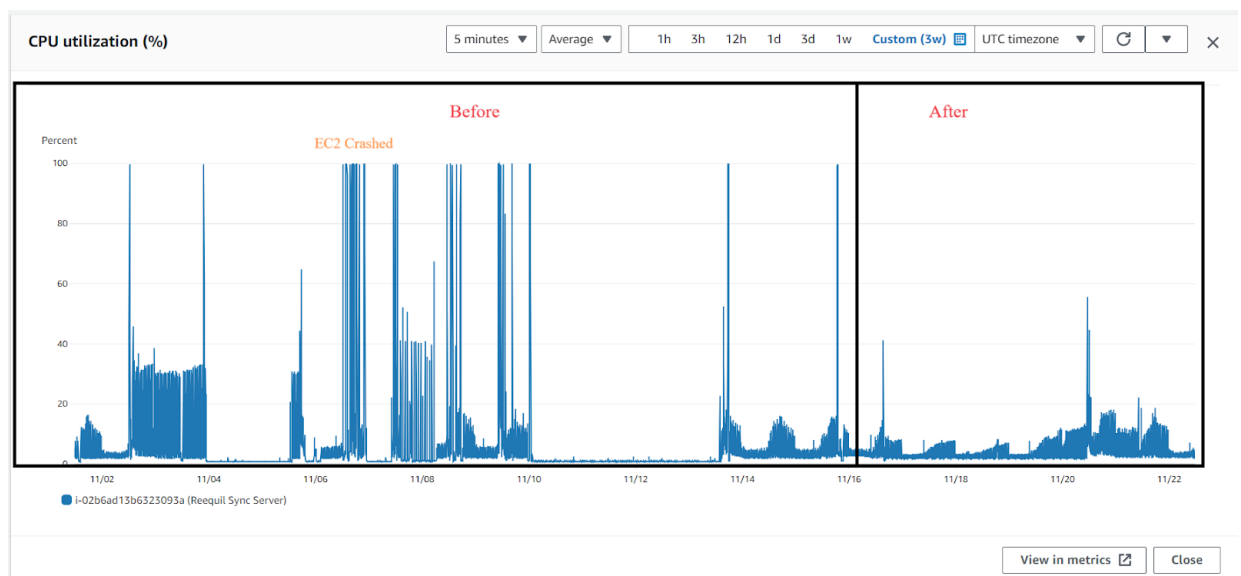 CPU utilization (%)
5 minutes Average 1h 3h 12h 1d 3d 1w Custom (3w) UTC timezone
Before After
EC2 Crashed
Percent
100
80
60
40
20
0
11/02 11/04 11/06 11/08 11/10 11/12 11/14 11/16 11/18 11/20 11/22
i-02b6ad13b6323093a (Reequil Sync Server)
View in metrics Close